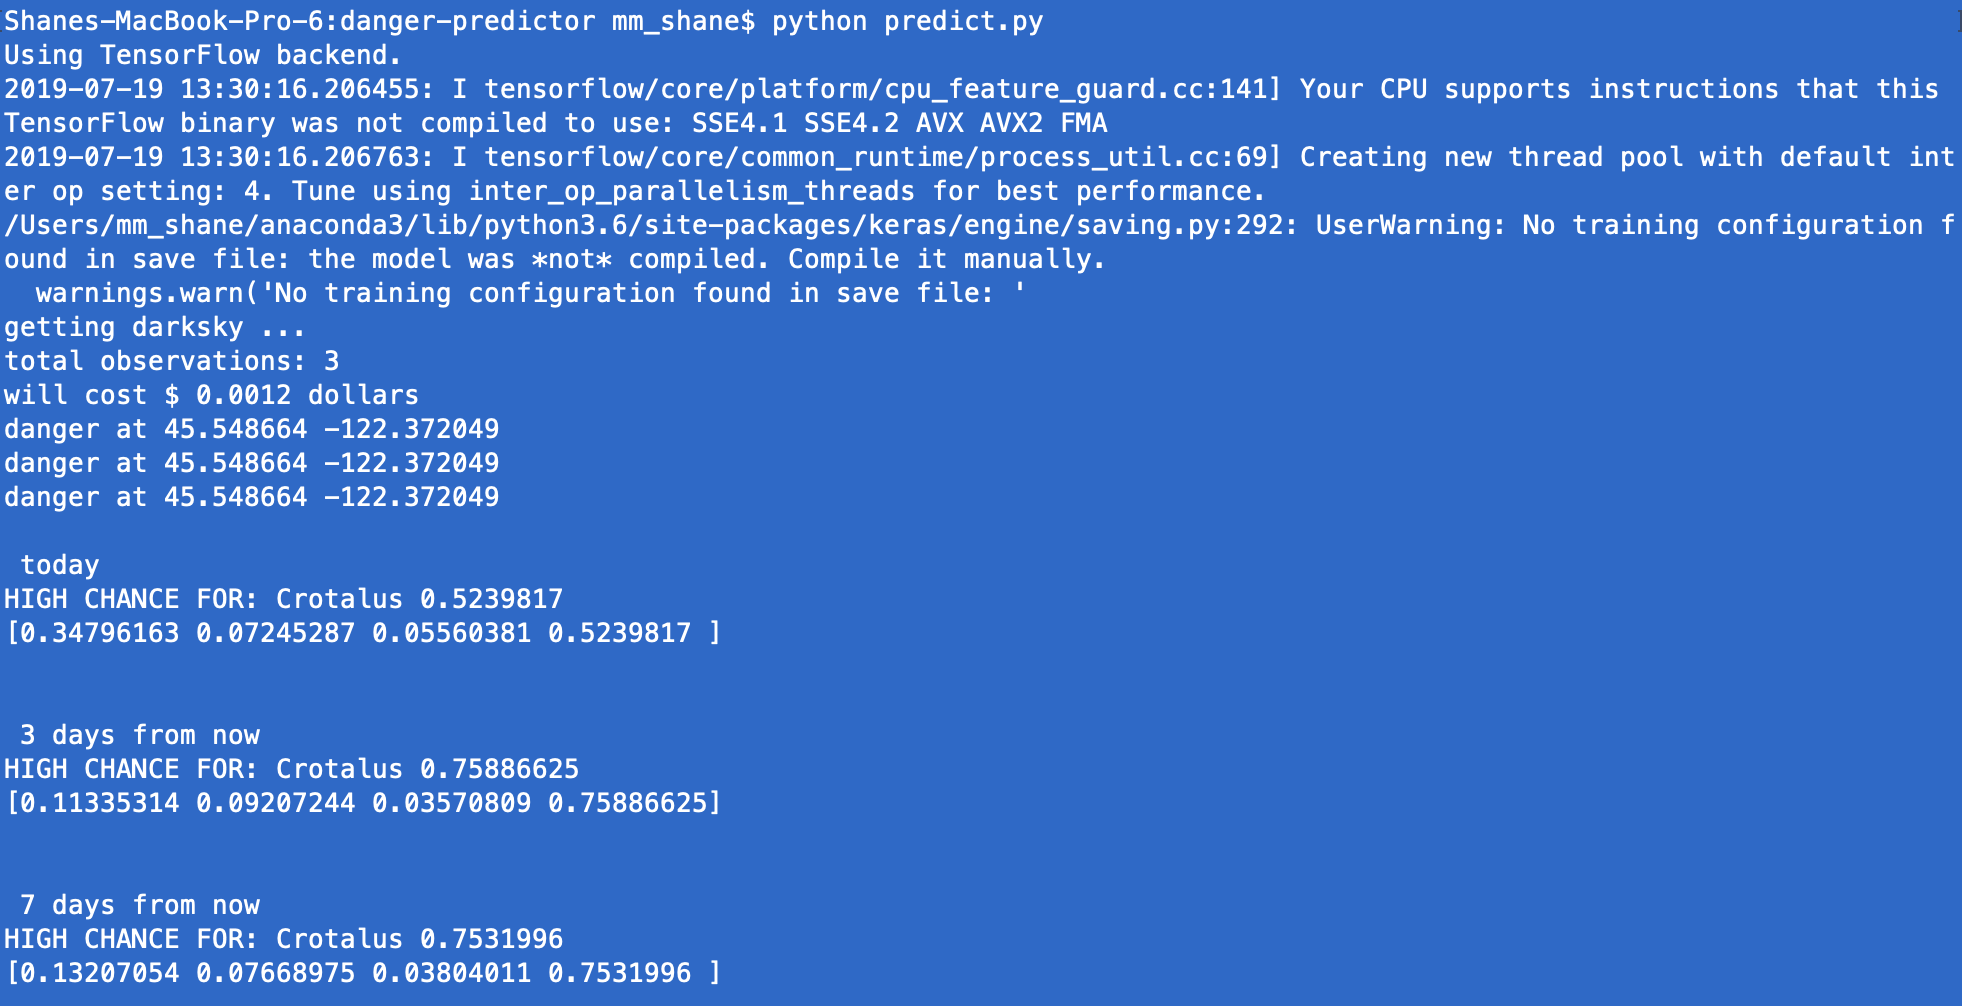 Shanes-MacBook-Pro-6:danger-predictor mm_shane$ python predict.py
Using TensorFlow backend.
2019-07-19 13:30:16.206455: I tensorflow/core/platform/cpu_feature_guard.cc:141] Your CPU supports instructions that this
TensorFlow binary was not compiled to use: SSE4.1 SSE4.2 AVX AVX2 FMA
2019-07-19 13:30:16.206763: I tensorflow/core/common_runtime/process_util.cc:69] Creating new thread pool with default int
er op setting: 4. Tune using inter_op_parallelism_threads for best performance.
/Users/mm_shane/anaconda3/lib/python3.6/site-packages/keras/engine/saving.py:292: UserWarning: No training configuration f
ound in save file: the model was *not* compiled. Compile it manually.
  warnings.warn('No training configuration found in save file: '
getting darksky ...
total observations: 3
will cost $ 0.0012 dollars
danger at 45.548664 -122.372049
danger at 45.548664 -122.372049
danger at 45.548664 -122.372049

 today
HIGH CHANCE FOR: Crotalus 0.5239817
[0.34796163 0.07245287 0.05560381 0.5239817 ]

 3 days from now
HIGH CHANCE FOR: Crotalus 0.75886625
[0.11335314 0.09207244 0.03570809 0.75886625]

 7 days from now
HIGH CHANCE FOR: Crotalus 0.7531996
[0.13207054 0.07668975 0.03804011 0.7531996 ]